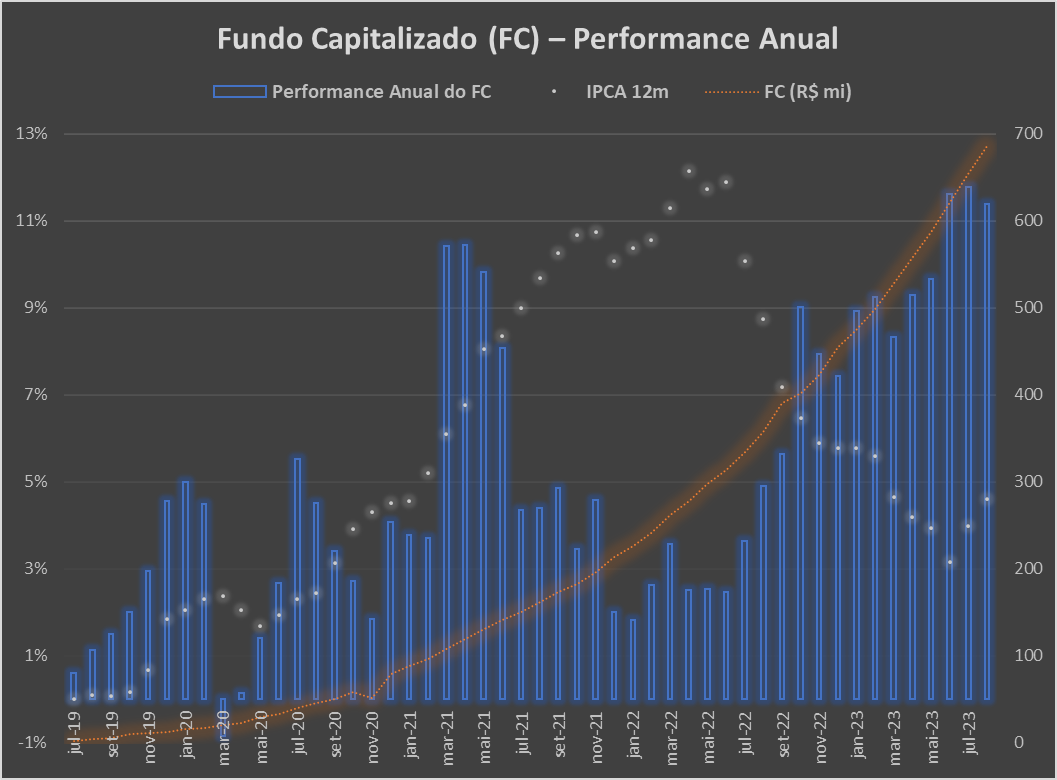 Fundo Capitalizado (FC) – Performance Anual
Performance Anual do FC IPCA 12m FC (R$ mi)
13% 700
11% 600
9% 500
7% 400
5% 300
3% 200
1% 100
-1% 0
jul-19 set-19 nov-19 jan-20 mar-20 mai-20 jul-20 set-20 nov-20 jan-21 mar-21 mai-21 jul-21 set-21 nov-21 jan-22 mar-22 mai-22 jul-22 set-22 nov-22 jan-23 mar-23 mai-23 jul-23